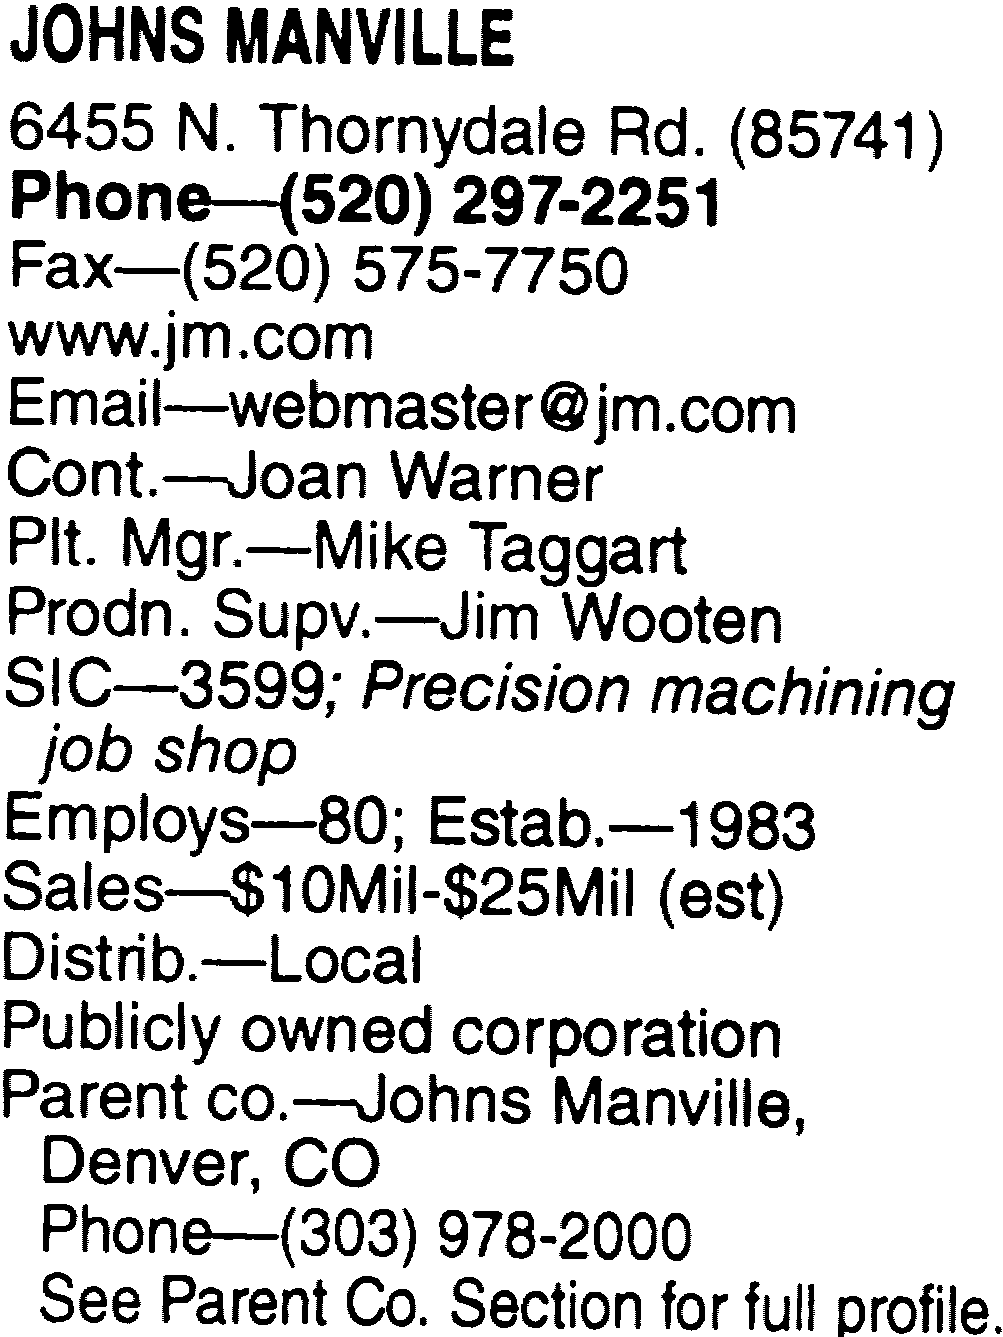 JOHNS MANVILLE
6455 N. Thornydale Rd. (85741)
Phone—(520) 297-2251
Fax—(520) 575-7750
www.jm.com
Email—webmaster@jm.com
Cont.—Joan Warner
Plt. Mgr.—Mike Taggart
Prodn. Supv.—Jim Wooten
SIC—3599; Precision machining
job shop
Employs—80; Estab.—1983
Sales—$10Mil-$25Mil (est)
Distrib.—Local
Publicly owned corporation
Parent co.—Johns Manville,
Denver, CO
Phone—(303) 978-2000
See Parent Co. Section for full profile.